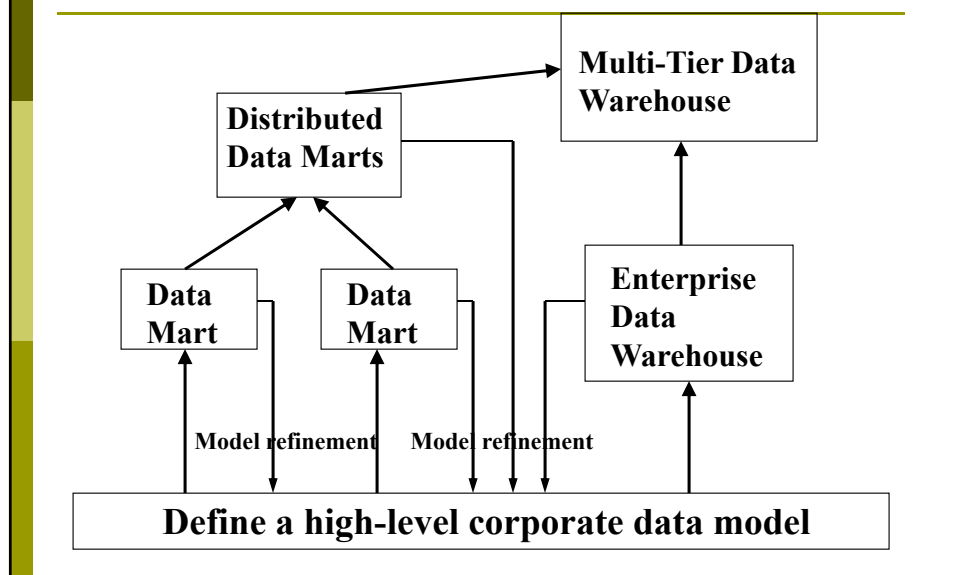 Multi-Tier Data
Warehouse
Distributed
Data Marts
Data
Mart
Data
Mart
Enterprise
Data
Warehouse
Model refinement
Model refinement
Define a high-level corporate data model